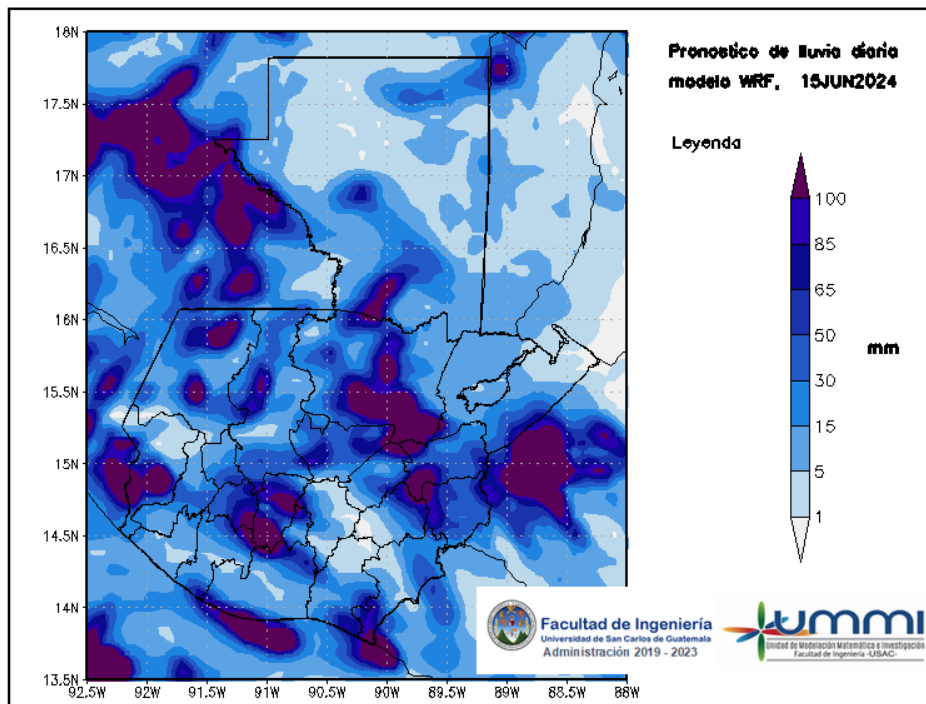 Pronostico de lluvia diaria
modelo WRF, 15JUN2024
Leyenda
100
85
65
50
30
15
5
1
mm
18N
17.5N
17N
16.5N
16N
15.5N
15N
14.5N
14N
13.5N
92.5W 92W 91.5W 91W 90.5W 90W 89.5W 89W 88.5W 88W
Facultad de Ingeniería
Universidad de San Carlos de Guatemala
Administración 2019 - 2023
UMMI
Unidad de Modelación Matemática e Investigación
Facultad de Ingeniería -USAC-